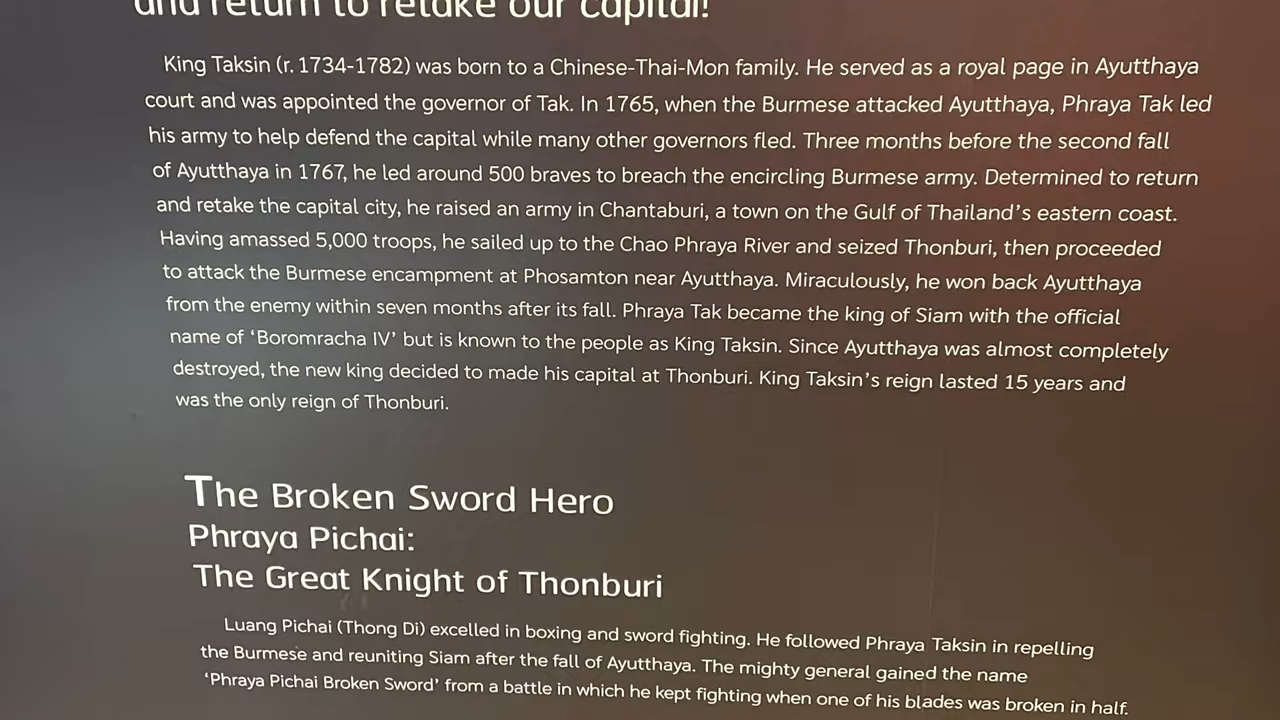 and return to retake our capital!
King Taksin (r. 1734-1782) was born to a Chinese-Thai-Mon family. He served as a royal page in Ayutthaya
court and was appointed the governor of Tak. In 1765, when the Burmese attacked Ayutthaya, Phraya Tak led
his army to help defend the capital while many other governors fled. Three months before the second fall
of Ayutthaya in 1767, he led around 500 braves to breach the encircling Burmese army. Determined to return
and retake the capital city, he raised an army in Chantaburi, a town on the Gulf of Thailand's eastern coast.
Having amassed 5,000 troops, he sailed up to the Chao Phraya River and seized Thonburi, then proceeded
to attack the Burmese encampment at Phosamton near Ayutthaya. Miraculously, he won back Ayutthaya
from the enemy within seven months after its fall. Phraya Tak became the king of Siam with the official
name of ‘Boromracha IV’ but is known to the people as King Taksin. Since Ayutthaya was almost completely
destroyed, the new king decided to made his capital at Thonburi. King Taksin's reign lasted 15 years and
was the only reign of Thonburi.
The Broken Sword Hero
Phraya Pichai:
The Great Knight of Thonburi
Luang Pichai (Thong Di) excelled in boxing and sword fighting. He followed Phraya Taksin in repelling
the Burmese and reuniting Siam after the fall of Ayutthaya. The mighty general gained the name
‘Phraya Pichai Broken Sword’ from a battle in which he kept fighting when one of his blades was broken in half.